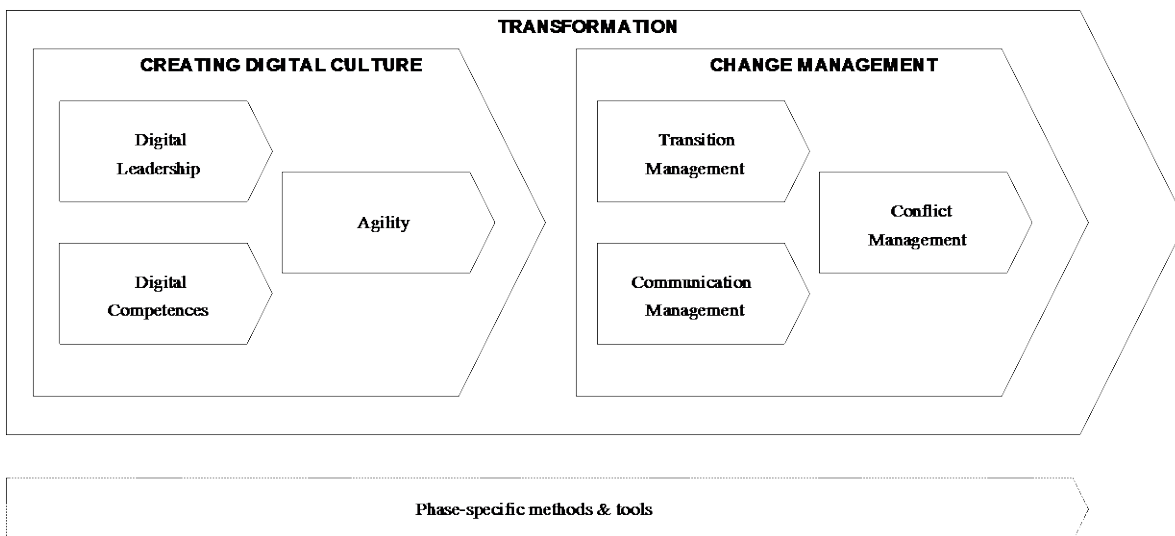 TRANSFORMATION
CREATING DIGITAL CULTURE
Digital
Leadership
Digital
Competences
Agility
CHANGE MANAGEMENT
Transition
Management
Communication
Management
Conflict
Management
Phase-specific methods & tools